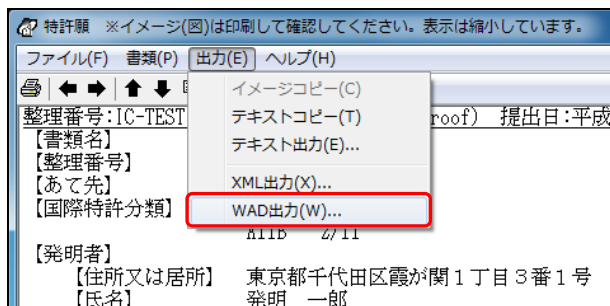 特許願 ※イメージ(図)は印刷して確認してください。表示は縮小しています。
ファイル(F) 書類(P) 出力(E) ヘルプ(H)
イメージコピー(C)
テキストコピー(T)
テキスト出力(E)...
XML出力(X)...
WAD出力(W)...
整理番号:IC-TEST roof) 提出日:平成
【書類名】
【整理番号】
【あて先】
【国際特許分類】
【発明者】
【住所又は居所】 東京都千代田区霞が関1丁目3番1号
【氏名】 発明 一郎